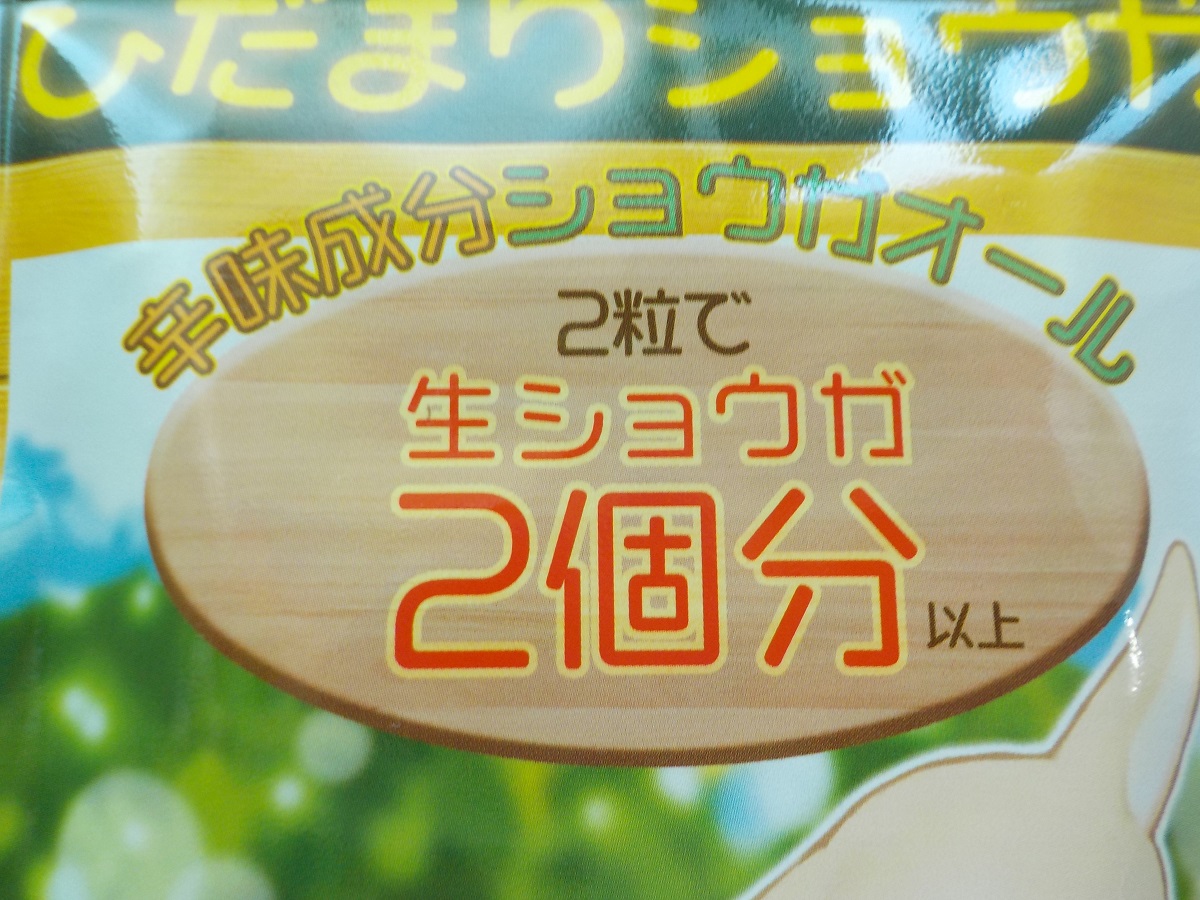 ひだまりショウガ
辛味成分ショウガオール
2粒で
生ショウガ
2個分
以上